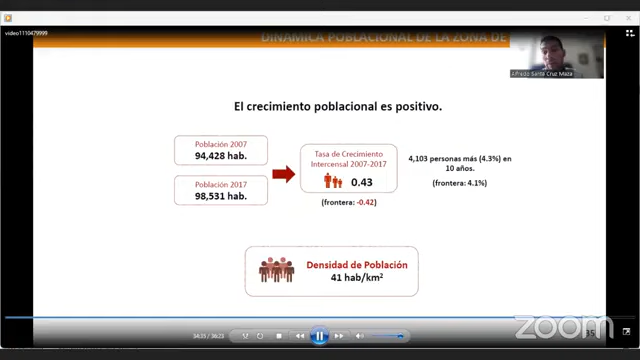 video1110479999
DINÁMICA POBLACIONAL DE LA ZONA DE
Alfredo Santa Cruz Maza
El crecimiento poblacional es positivo.
Población 2007
94,428 hab.
Población 2017
98,531 hab.
Tasa de Crecimiento
Intercensal 2007-2017
0.43
(frontera: -0.42)
4,103 personas más (4.3%) en
10 años.
(frontera: 4.1%)
Densidad de Población
41 hab/km²
34:35 / 36:23
35
zoom